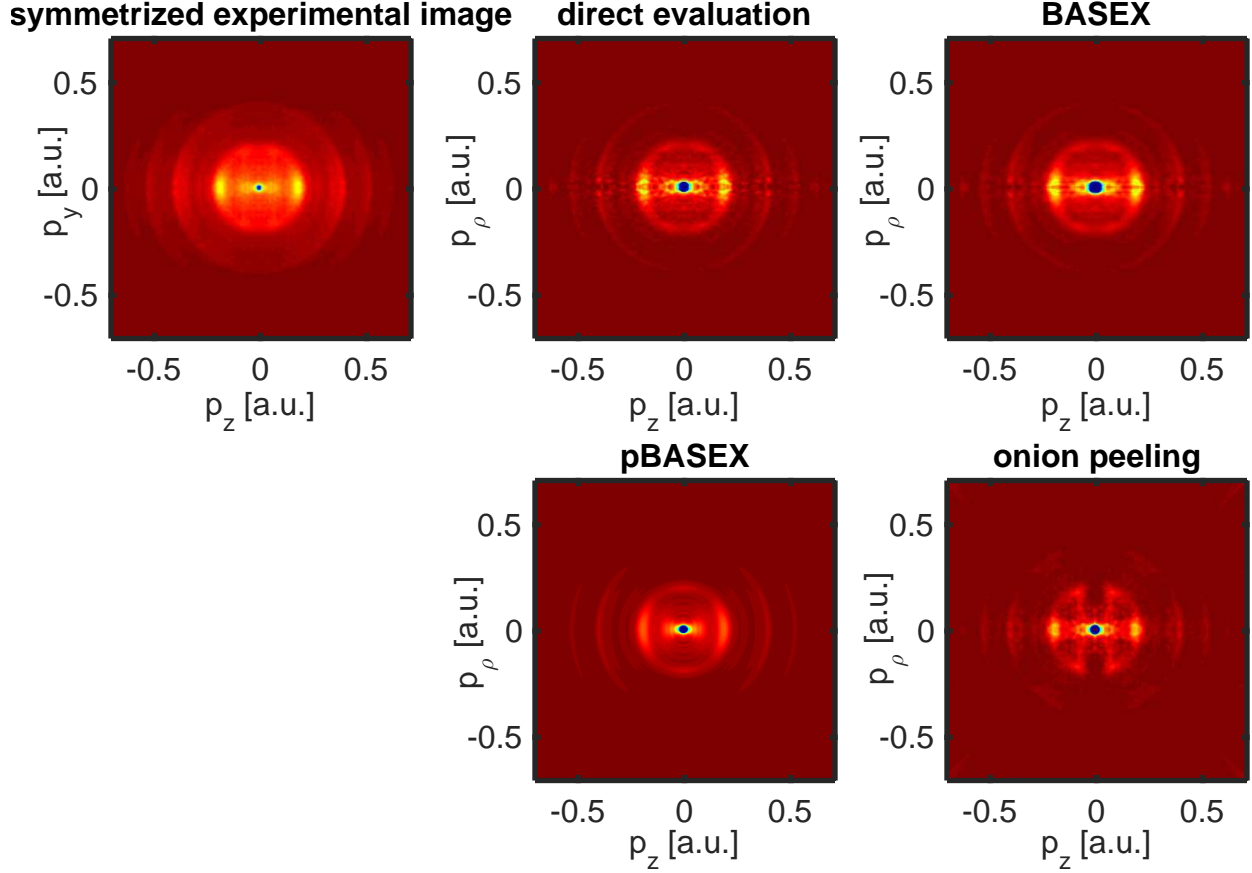 symmetrized experimental image
direct evaluation
BASEX
0.5
0
-0.5
p_y [a.u.]
-0.5 0 0.5
p_z [a.u.]
0.5
0
-0.5
p_ρ [a.u.]
-0.5 0 0.5
p_z [a.u.]
0.5
0
-0.5
p_ρ [a.u.]
-0.5 0 0.5
p_z [a.u.]
pBASEX
onion peeling
0.5
0
-0.5
p_ρ [a.u.]
-0.5 0 0.5
p_z [a.u.]
0.5
0
-0.5
p_ρ [a.u.]
-0.5 0 0.5
p_z [a.u.]